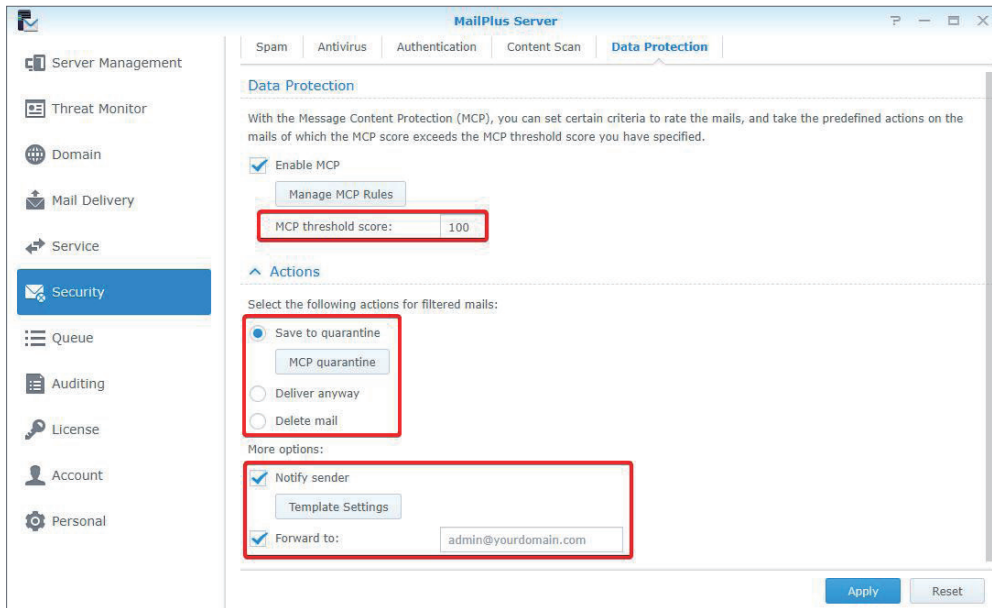 MailPlus Server
Server Management
Threat Monitor
Domain
Mail Delivery
Service
Security
Queue
Auditing
License
Account
Personal
Spam Antivirus Authentication Content Scan Data Protection
Data Protection
With the Message Content Protection (MCP), you can set certain criteria to rate the mails, and take the predefined actions on the
mails of which the MCP score exceeds the MCP threshold score you have specified.
Enable MCP
Manage MCP Rules
MCP threshold score: 100
Actions
Select the following actions for filtered mails:
Save to quarantine
MCP quarantine
Deliver anyway
Delete mail
More options:
Notify sender
Template Settings
Forward to: admin@yourdomain.com
Apply Reset